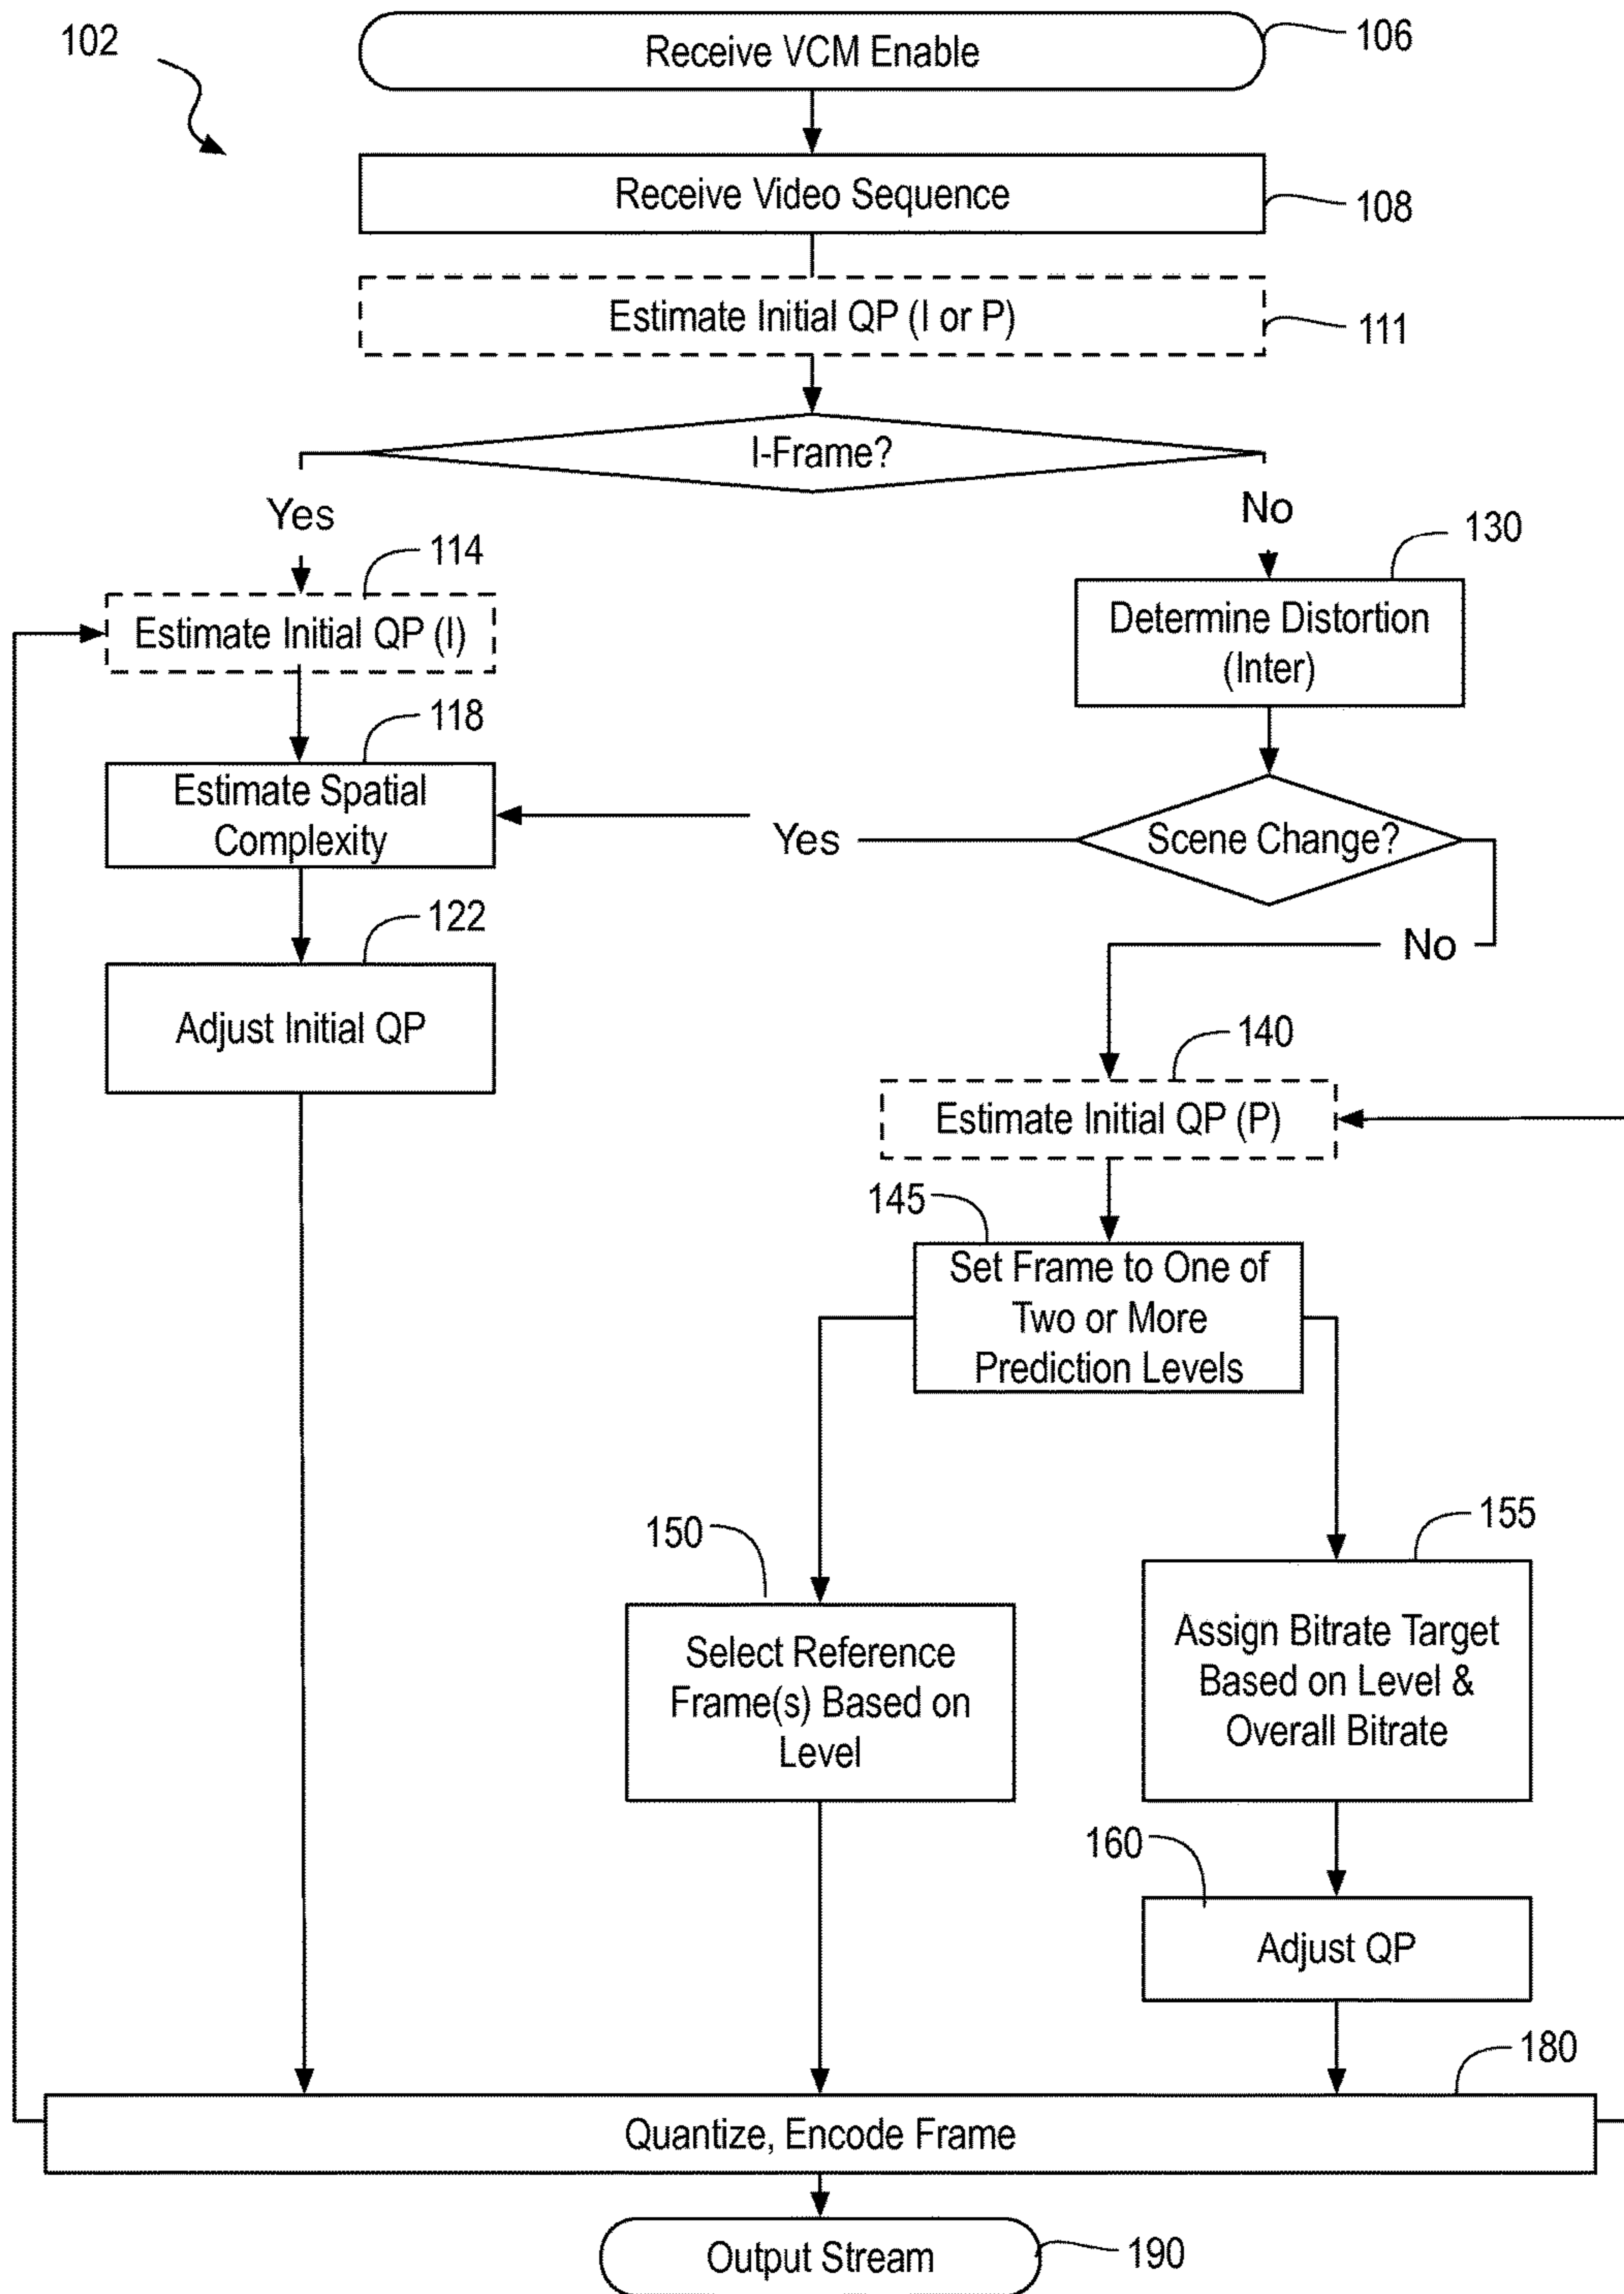 102
Receive VCM Enable
106
Receive Video Sequence
108
Estimate Initial QP (I or P)
111
I-Frame?
Yes
No
114
130
Estimate Initial QP (I)
Determine Distortion
(Inter)
118
Estimate Spatial
Complexity
Yes
Scene Change?
122
No
Adjust Initial QP
140
Estimate Initial QP (P)
145
Set Frame to One of
Two or More
Prediction Levels
150
155
Select Reference
Frame(s) Based on
Level
Assign Bitrate Target
Based on Level &
Overall Bitrate
160
Adjust QP
180
Quantize, Encode Frame
Output Stream
190